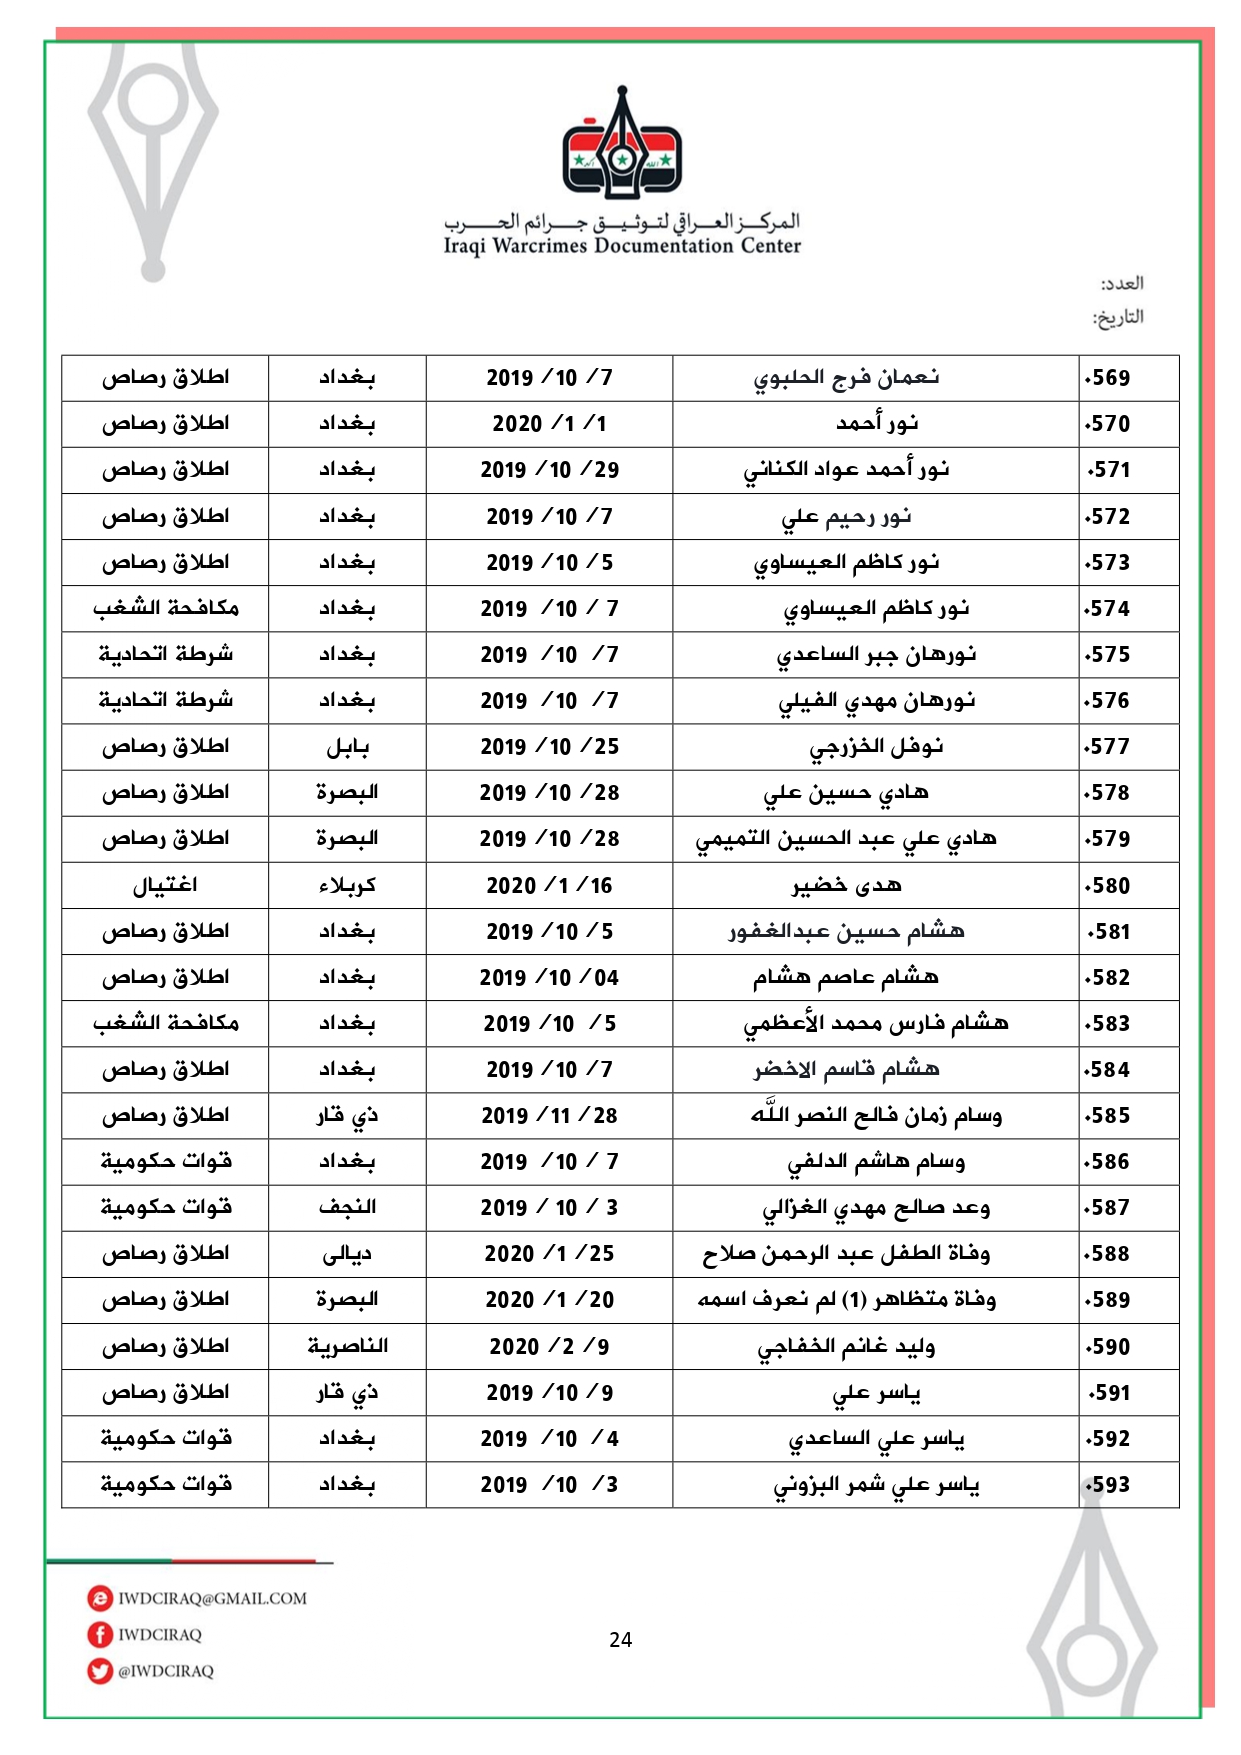 المركز العراقي لتوثيق جرائم الحرب
Iraqi Warcrimes Documentation Center
العدد:
التاريخ:
569. نعمان فرج الحلبوي 7/ 10/ 2019 بغداد اطلاق رصاص
570. نور أحمد 1/ 1/ 2020 بغداد اطلاق رصاص
571. نور أحمد عواد الكناني 29/ 10/ 2019 بغداد اطلاق رصاص
572. نور رحيم علي 7/ 10/ 2019 بغداد اطلاق رصاص
573. نور كاظم العيساوي 5/ 10/ 2019 بغداد اطلاق رصاص
574. نور كاظم العيساوي 7 / 10/ 2019 بغداد مكافحة الشغب
575. نورهان جبر الساعدي 7/ 10/ 2019 بغداد شرطة اتحادية
576. نورهان مهدي الفيلي 7/ 10/ 2019 بغداد شرطة اتحادية
577. نوفل الخزرجي 25/ 10/ 2019 بابل اطلاق رصاص
578. هادي حسين علي 28/ 10/ 2019 البصرة اطلاق رصاص
579. هادي علي عبد الحسين التميمي 28/ 10/ 2019 البصرة اطلاق رصاص
580. هدى خضير 16/ 1/ 2020 كربلاء اغتيال
581. هشام حسين عبدالغفور 5/ 10/ 2019 بغداد اطلاق رصاص
582. هشام عاصم هشام 04/ 10/ 2019 بغداد اطلاق رصاص
583. هشام فارس محمد الأعظمي 5/ 10/ 2019 بغداد مكافحة الشغب
584. هشام قاسم الاخضر 7/ 10/ 2019 بغداد اطلاق رصاص
585. وسام زمان فالح النصر الله 28/ 11/ 2019 ذي قار اطلاق رصاص
586. وسام هاشم الدلفي 7 / 10/ 2019 بغداد قوات حكومية
587. وعد صالح مهدي الغزالي 3 / 10 / 2019 النجف قوات حكومية
588. وفاة الطفل عبد الرحمن صلاح 25/ 1/ 2020 ديالى اطلاق رصاص
589. وفاة متظاهر (1) لم نعرف اسمه 20/ 1/ 2020 البصرة اطلاق رصاص
590. وليد غانم الخفاجي 9/ 2/ 2020 الناصرية اطلاق رصاص
591. ياسر علي 9/ 10/ 2019 ذي قار اطلاق رصاص
592. ياسر علي الساعدي 4/ 10/ 2019 بغداد قوات حكومية
593. ياسر علي شمر البزوني 3/ 10/ 2019 بغداد قوات حكومية
IWDCIRAQ@GMAIL.COM
IWDCIRAQ
@IWDCIRAQ
24